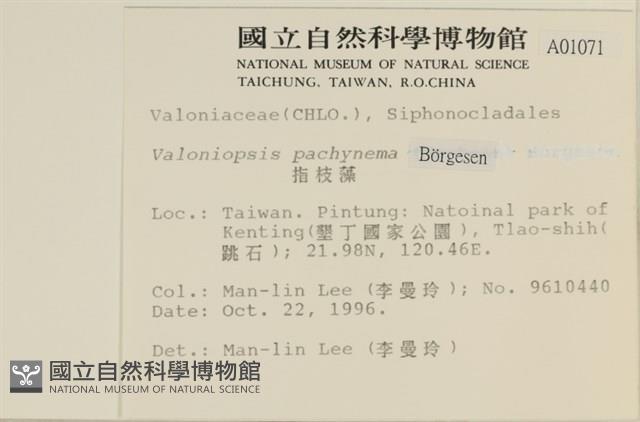 國立自然科學博物館
A01071
NATIONAL MUSEUM OF NATURAL SCIENCE
TAICHUNG, TAIWAN, R.O.CHINA
Valoniaceae(CHLO.), Siphonocladales
Valoniopsis pachynema Börgesen
指枝藻
Loc.: Taiwan. Pintung: Natoinal park of
Kenting(墾丁國家公園), Tlao-shih(
跳石); 21.98N, 120.46E.
Col.: Man-lin Lee (李曼玲); No. 9610440
Date: Oct. 22, 1996.
Det.: Man-lin Lee (李曼玲)
國立自然科學博物館
NATIONAL MUSEUM OF NATURAL SCIENCE